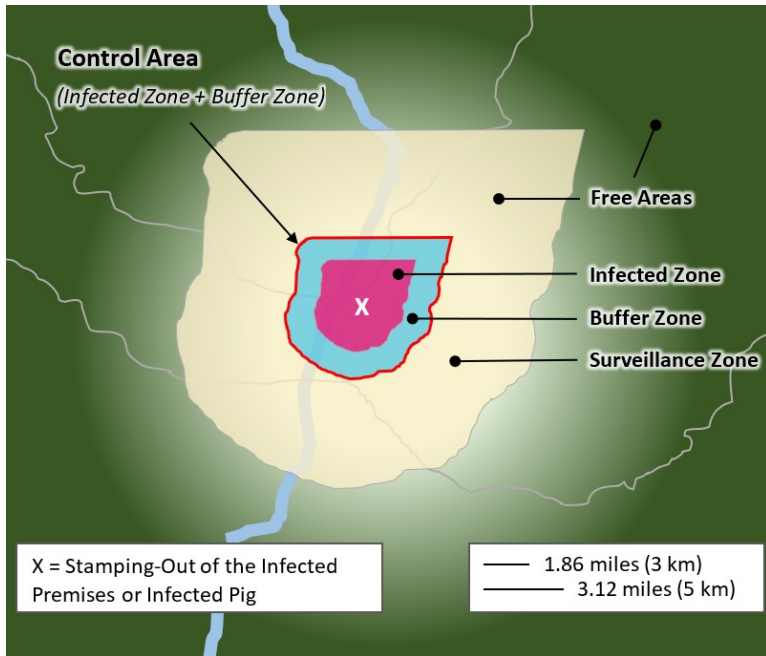 Control Area
(Infected Zone + Buffer Zone)
Free Areas
Infected Zone
X
Buffer Zone
Surveillance Zone
X = Stamping-Out of the Infected
Premises or Infected Pig
1.86 miles (3 km)
3.12 miles (5 km)